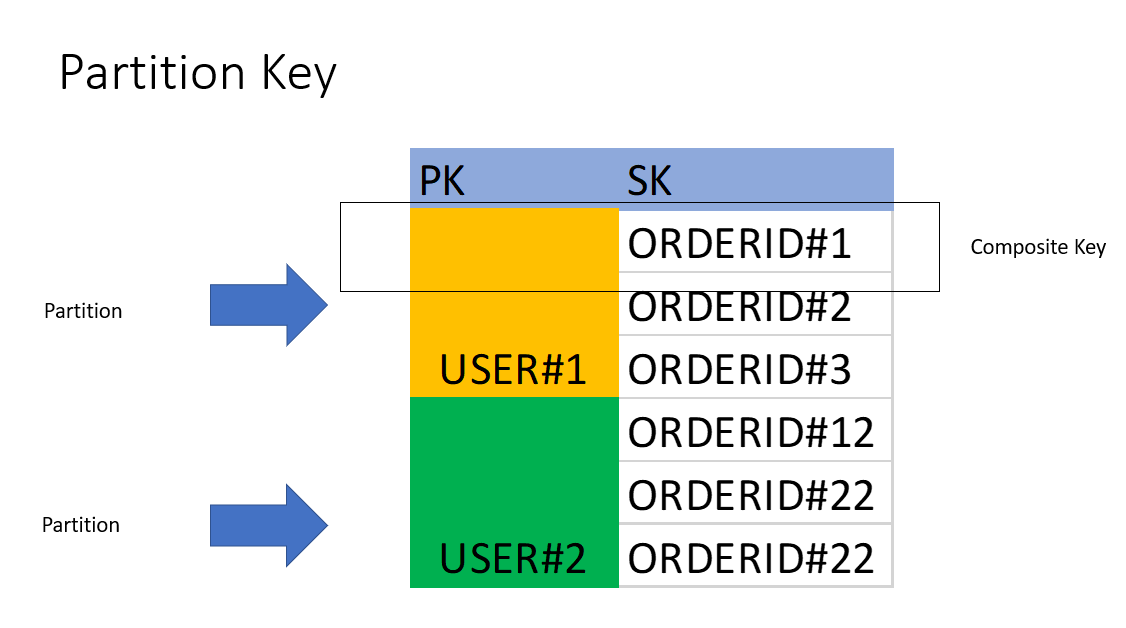 Partition Key
PK SK
ORDERID#1
Composite Key
Partition
ORDERID#2
USER#1 ORDERID#3
ORDERID#12
ORDERID#22
Partition
USER#2 ORDERID#22